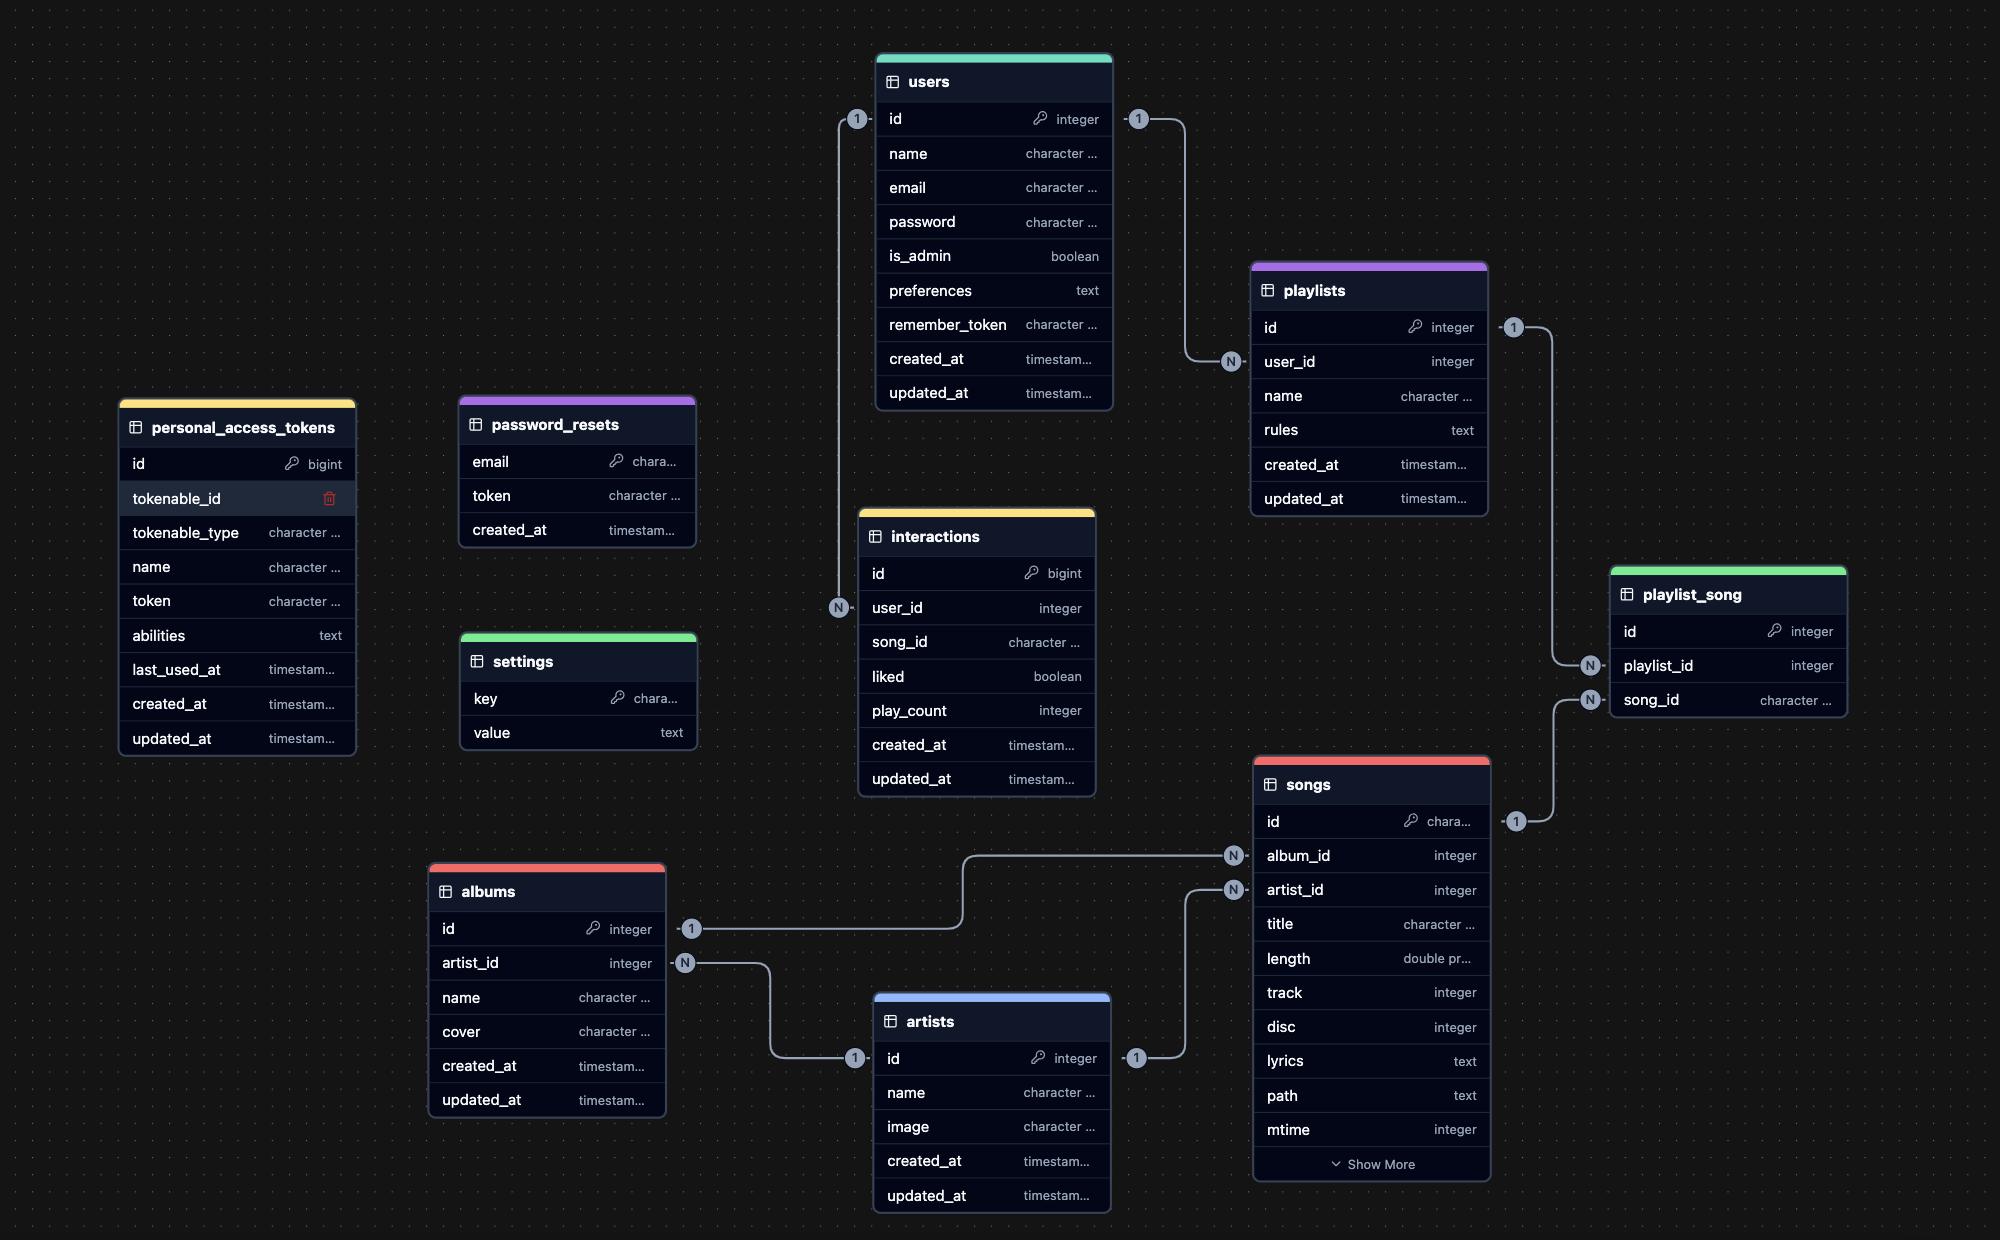 users
id integer
name character ...
email character ...
password character ...
is_admin boolean
preferences text
remember_token character ...
created_at timestam...
updated_at timestam...
1
1
N
N
playlists
id integer
user_id integer
name character ...
rules text
created_at timestam...
updated_at timestam...
1
N
N
personal_access_tokens
id bigint
tokenable_id
tokenable_type character ...
name character ...
token character ...
abilities text
last_used_at timestam...
created_at timestam...
updated_at timestam...
password_resets
email chara...
token character ...
created_at timestam...
settings
key chara...
value text
interactions
id bigint
user_id integer
song_id character ...
liked boolean
play_count integer
created_at timestam...
updated_at timestam...
playlist_song
id integer
playlist_id integer
song_id character ...
songs
id chara...
album_id integer
artist_id integer
title character ...
length double pr...
track integer
disc integer
lyrics text
path text
mtime integer
Show More
1
N
N
albums
id integer
artist_id integer
name character ...
cover character ...
created_at timestam...
updated_at timestam...
1
N
artists
id integer
name character ...
image character ...
created_at timestam...
updated_at timestam...
1
1